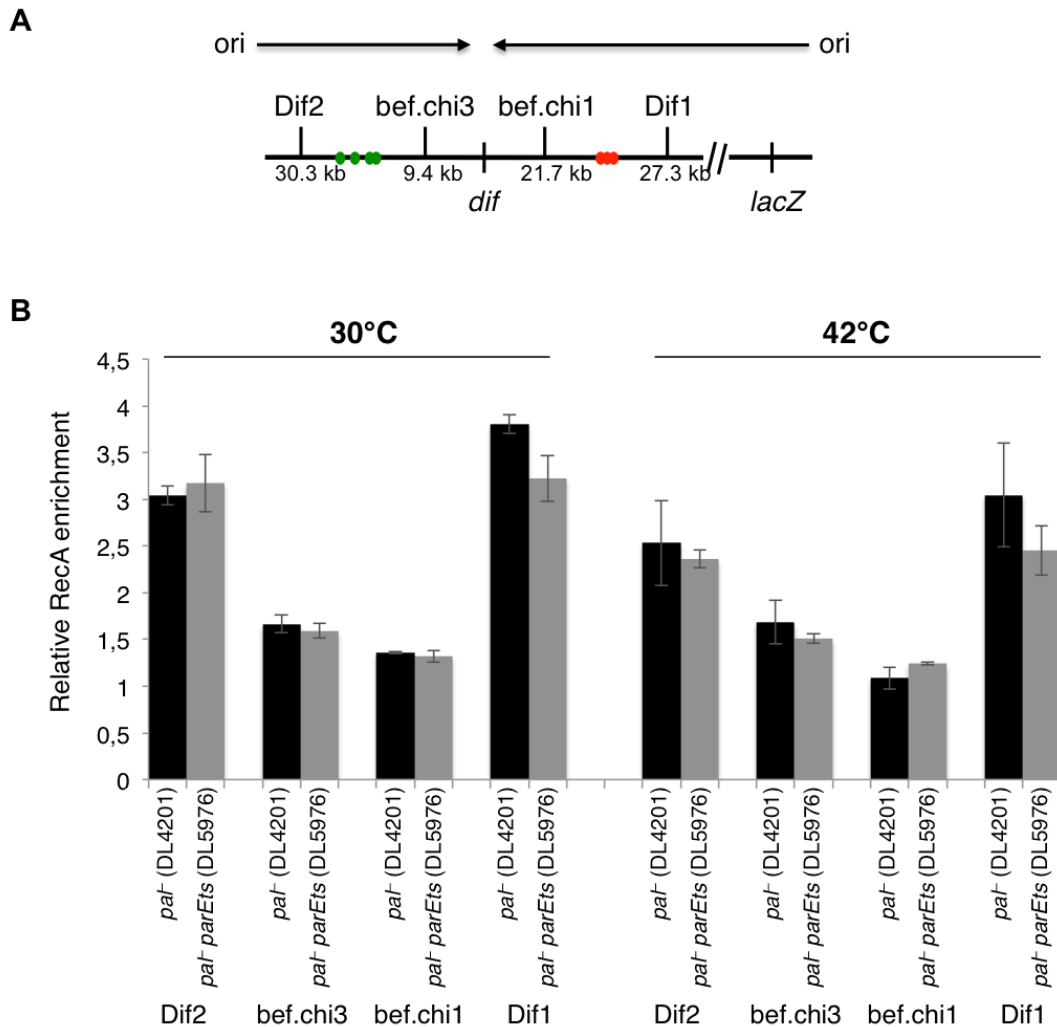 A
ori ori
Dif2 bef.chi3 bef.chi1 Dif1
30.3 kb 9.4 kb 21.7 kb 27.3 kb
dif lacZ
B
30°C 42°C
Relative RecA enrichment
4,5
4
3,5
3
2,5
2
1,5
1
0,5
0
pal- (DL4201)
pal- parEts (DL5976)
pal- (DL4201)
pal- parEts (DL5976)
pal- (DL4201)
pal- parEts (DL5976)
pal- (DL4201)
pal- parEts (DL5976)
pal- (DL4201)
pal- parEts (DL5976)
pal- (DL4201)
pal- parEts (DL5976)
pal- (DL4201)
pal- parEts (DL5976)
pal- (DL4201)
pal- parEts (DL5976)
Dif2 bef.chi3 bef.chi1 Dif1 Dif2 bef.chi3 bef.chi1 Dif1